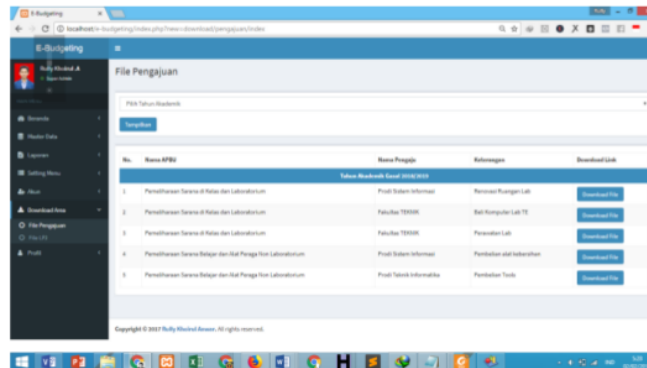 E-Budgeting
localhost/e-budgeting/index.php?view=download/pengajuan/index
E-Budgeting
Super Admin
File Pengajuan
Pilih Tahun Akademik
Tampilkan
Beranda
Master Data
Laporan
Setting Menu
Akun
Download Area
File Pengajuan
File LPJ
Profil
No. Nama KPBU Nama Pengaju Keterangan Download Link
Tahun Akademik Gasal 2018/2019
1 Pemeliharaan Sarana di Kelas dan Laboratorium Prodi Sistem Informasi Renovasi Ruangan Lab Download File
2 Pemeliharaan Sarana di Kelas dan Laboratorium Fakultas TEKNIK Beli Komputer Lab TE Download File
3 Pemeliharaan Sarana di Kelas dan Laboratorium Fakultas TEKNIK Perawatan Lab Download File
4 Pemeliharaan Sarana Belajar dan Alat Peraga Non Laboratorium Prodi Sistem Informasi Pembelian alat kebersihan Download File
5 Pemeliharaan Sarana Belajar dan Alat Peraga Non Laboratorium Prodi Teknik Informatika Pembelian Tools Download File
Copyright © 2017 Rully Khoirul Anwar. All rights reserved.